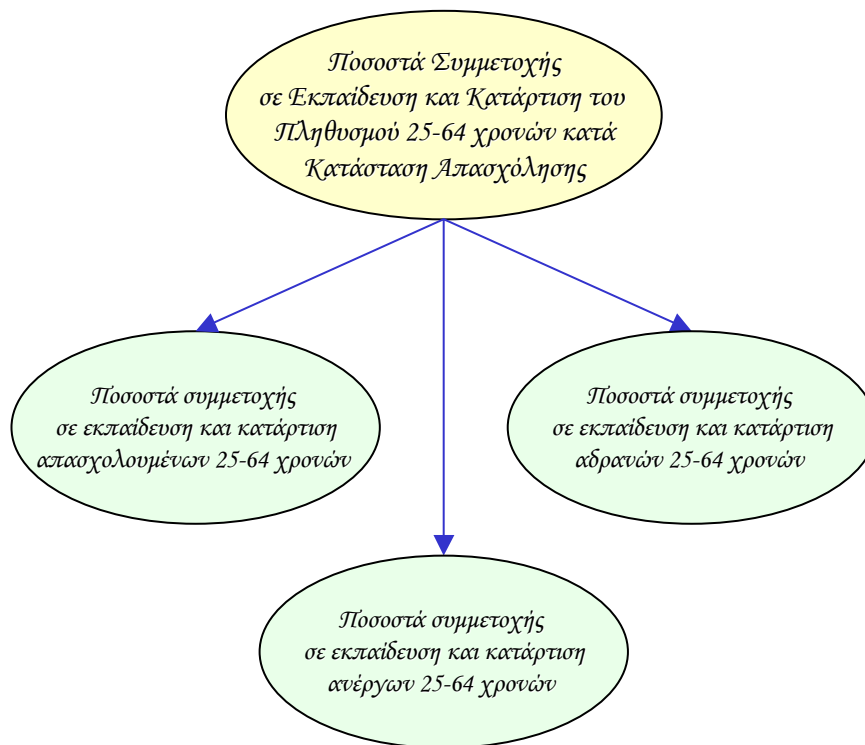 Ποσοστά Συμμετοχής
σε Εκπαίδευση και Κατάρτιση του
Πληθυσμού 25-64 χρονών κατά
Κατάσταση Απασχόλησης
Ποσοστά συμμετοχής
σε εκπαίδευση και κατάρτιση
απασχολουμένων 25-64 χρονών
Ποσοστά συμμετοχής
σε εκπαίδευση και κατάρτιση
αδρανών 25-64 χρονών
Ποσοστά συμμετοχής
σε εκπαίδευση και κατάρτιση
ανέργων 25-64 χρονών